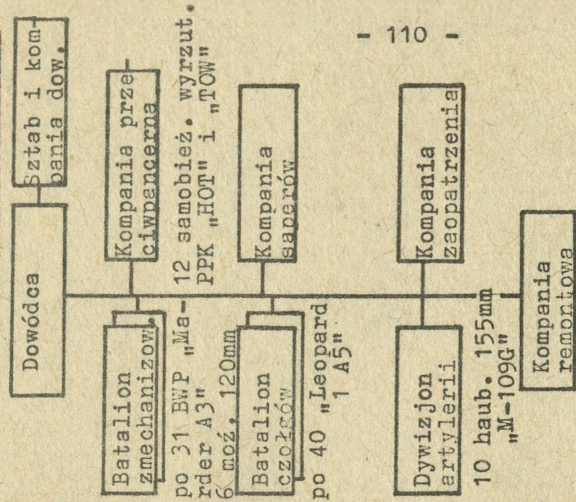 - 110 -
Dowódca
Sztab i kom-
pania dow.
Batalion
zmechanizow.
po 31 BWP „Ma-
rder A3"
6 moź. 120mm
Kompania prze-
ciwpancerna
12 samobież. wyrzut.
PPK „HOT" i „TOW"
Batalion
czołgów
po 40 „Leopard
1 A5"
Kompania
saperów
Dywizjon
artylerii
10 haub. 155mm
„M-109G"
Kompania
zaopatrzenia
Kompania
remontowa